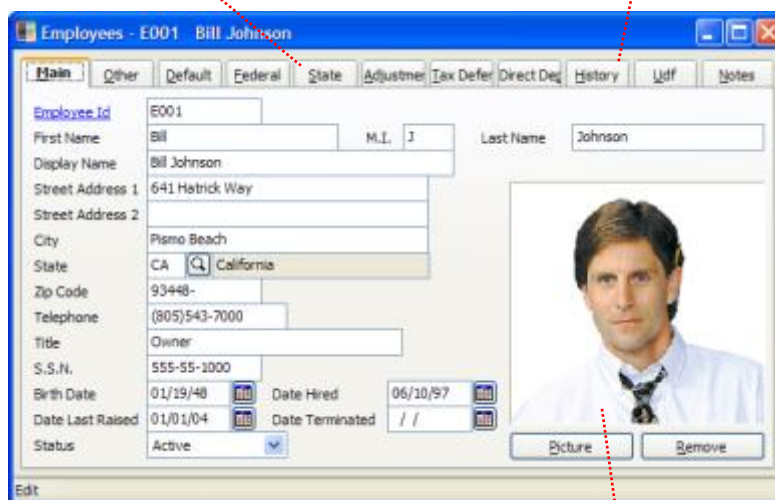 Employees - E001 Bill Johnson
Main Other Default Federal State Adjustmer Tax Defer Direct Dep History Udf Notes
Employee Id E001
First Name Bill M.I. J Last Name Johnson
Display Name Bill Johnson
Street Address 1 641 Hatrick Way
Street Address 2
City Pismo Beach
State CA California
Zip Code 93448-
Telephone (805)543-7000
Title Owner
S.S.N. 555-55-1000
Birth Date 01/19/48 Date Hired 06/10/97
Date Last Raised 01/01/04 Date Terminated / /
Status Active
Picture Remove
Edit